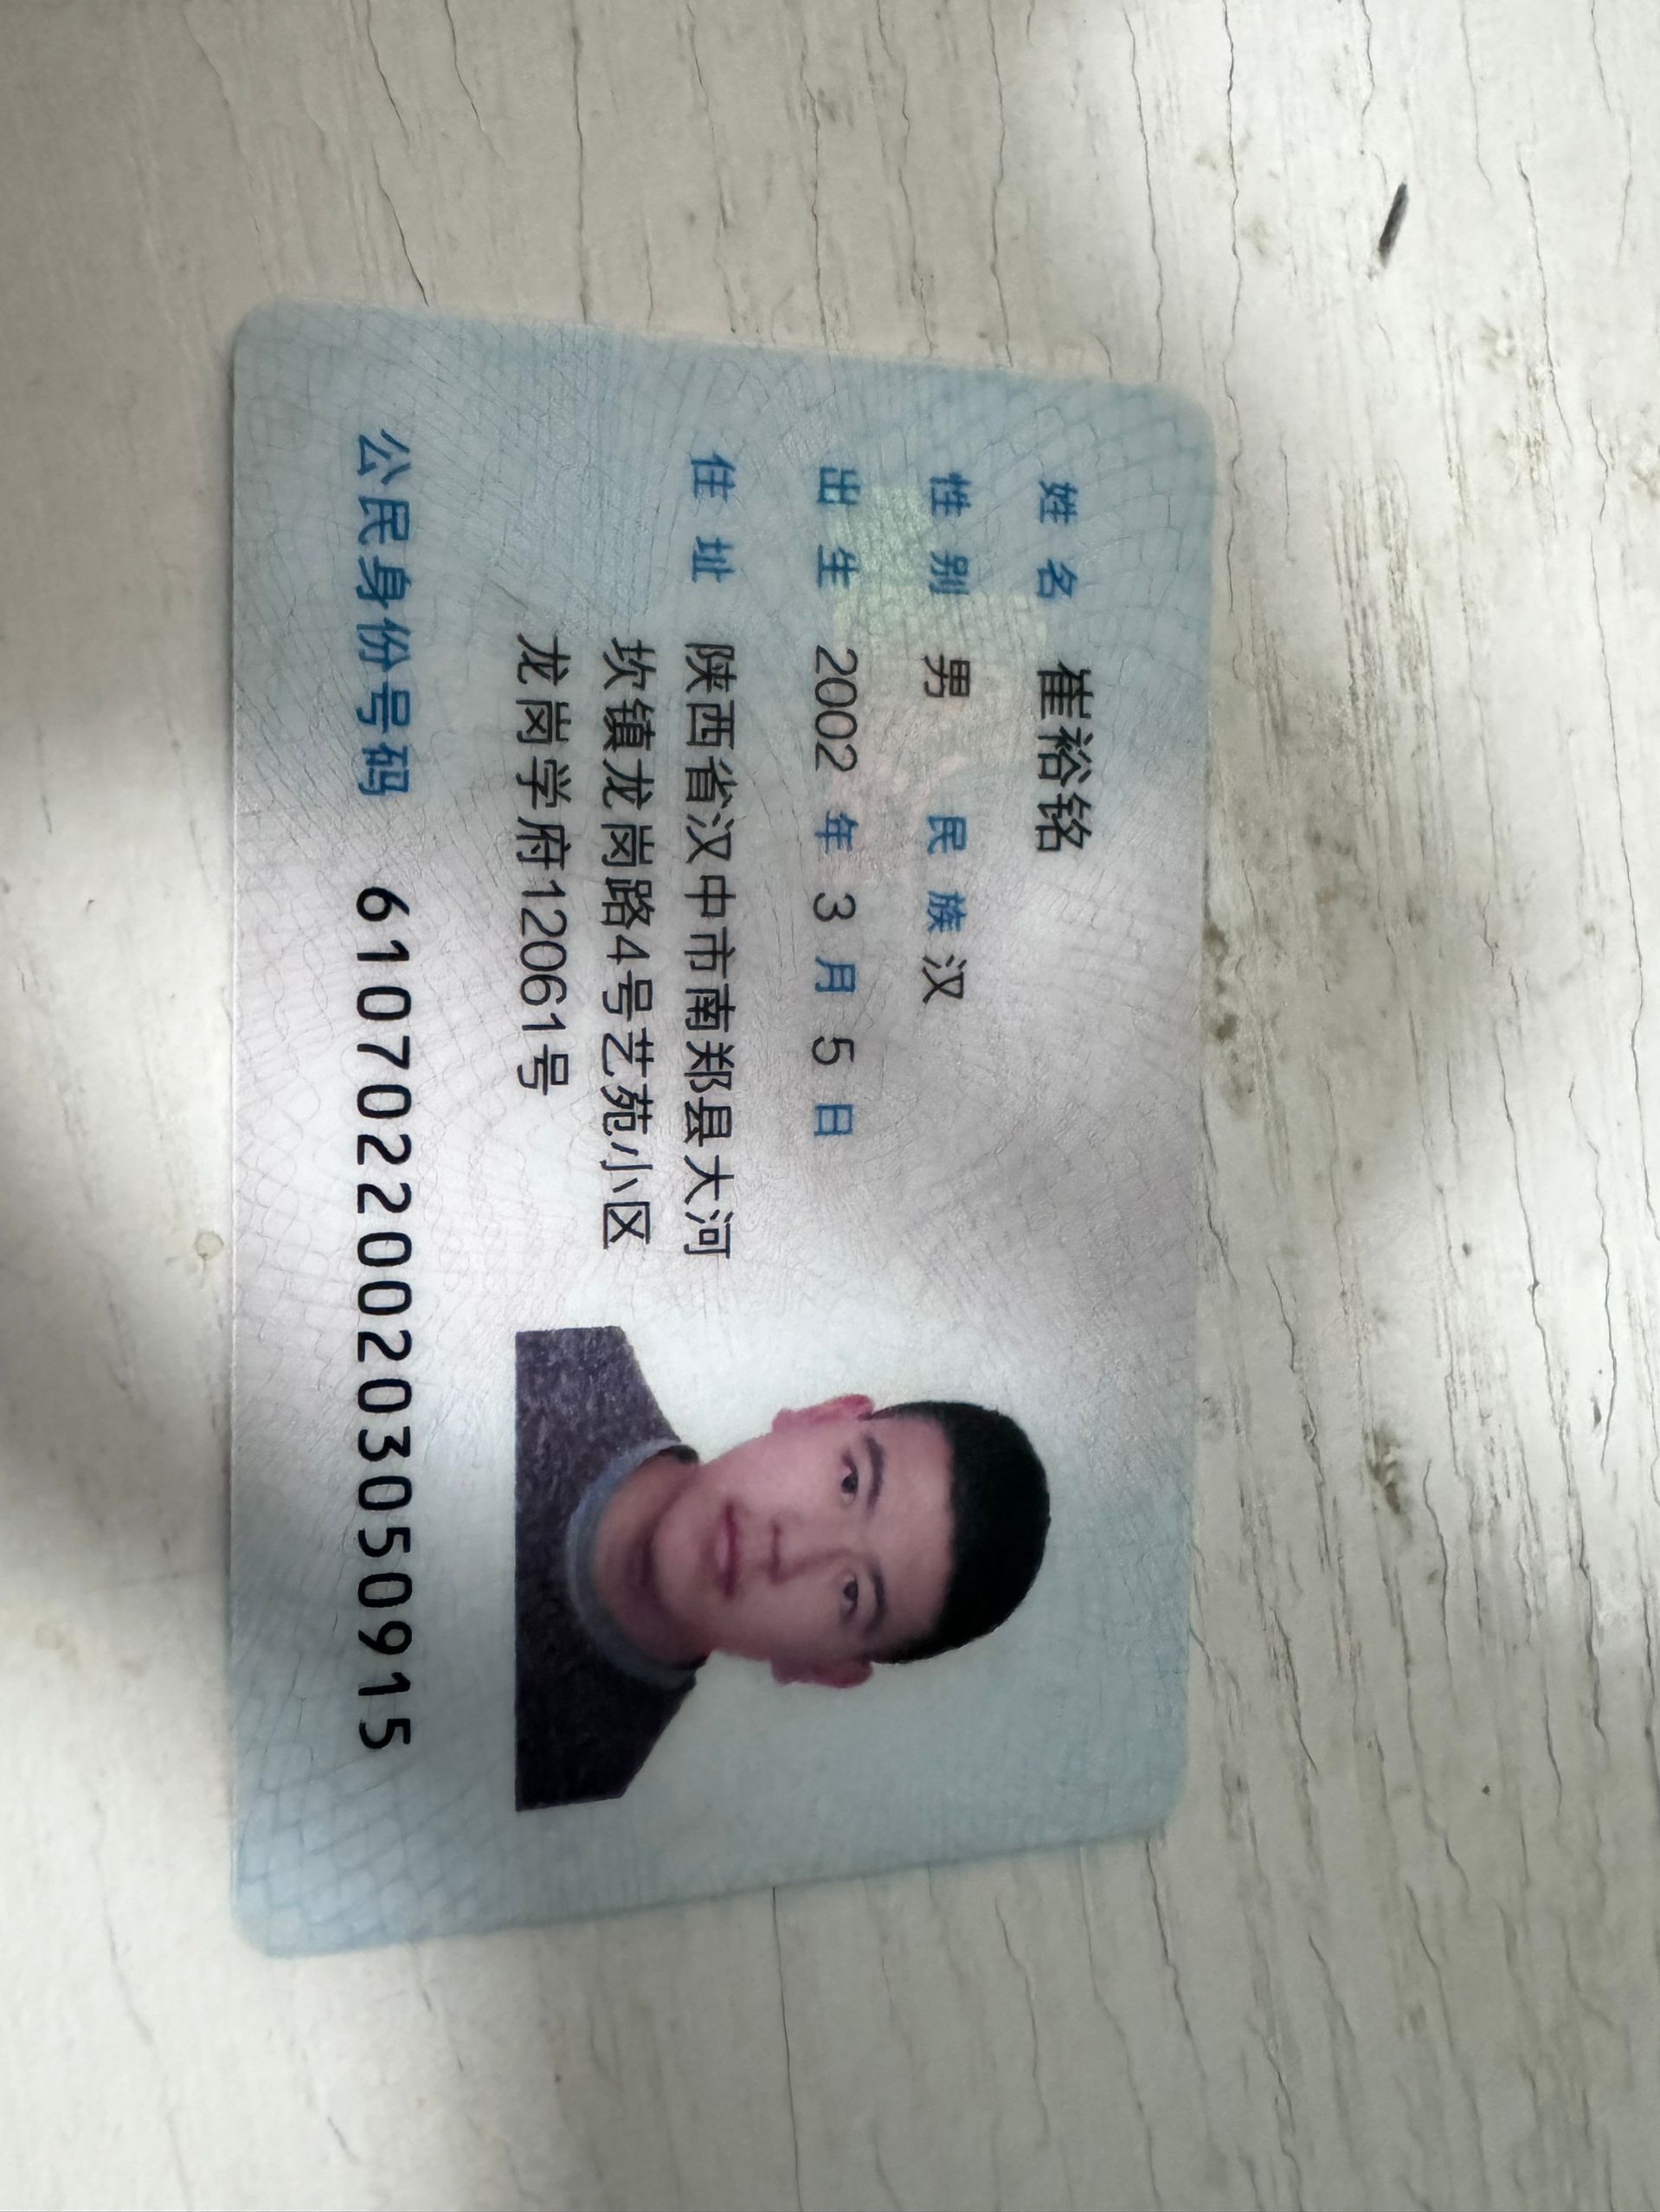 姓名 崔裕铭
性别 男 民族 汉
出生 2002 年 3 月 5 日
住址 陕西省汉中市南郑县大河
坎镇龙岗路4号艺苑小区
龙岗学府12061号
公民身份号码 610702200203050915